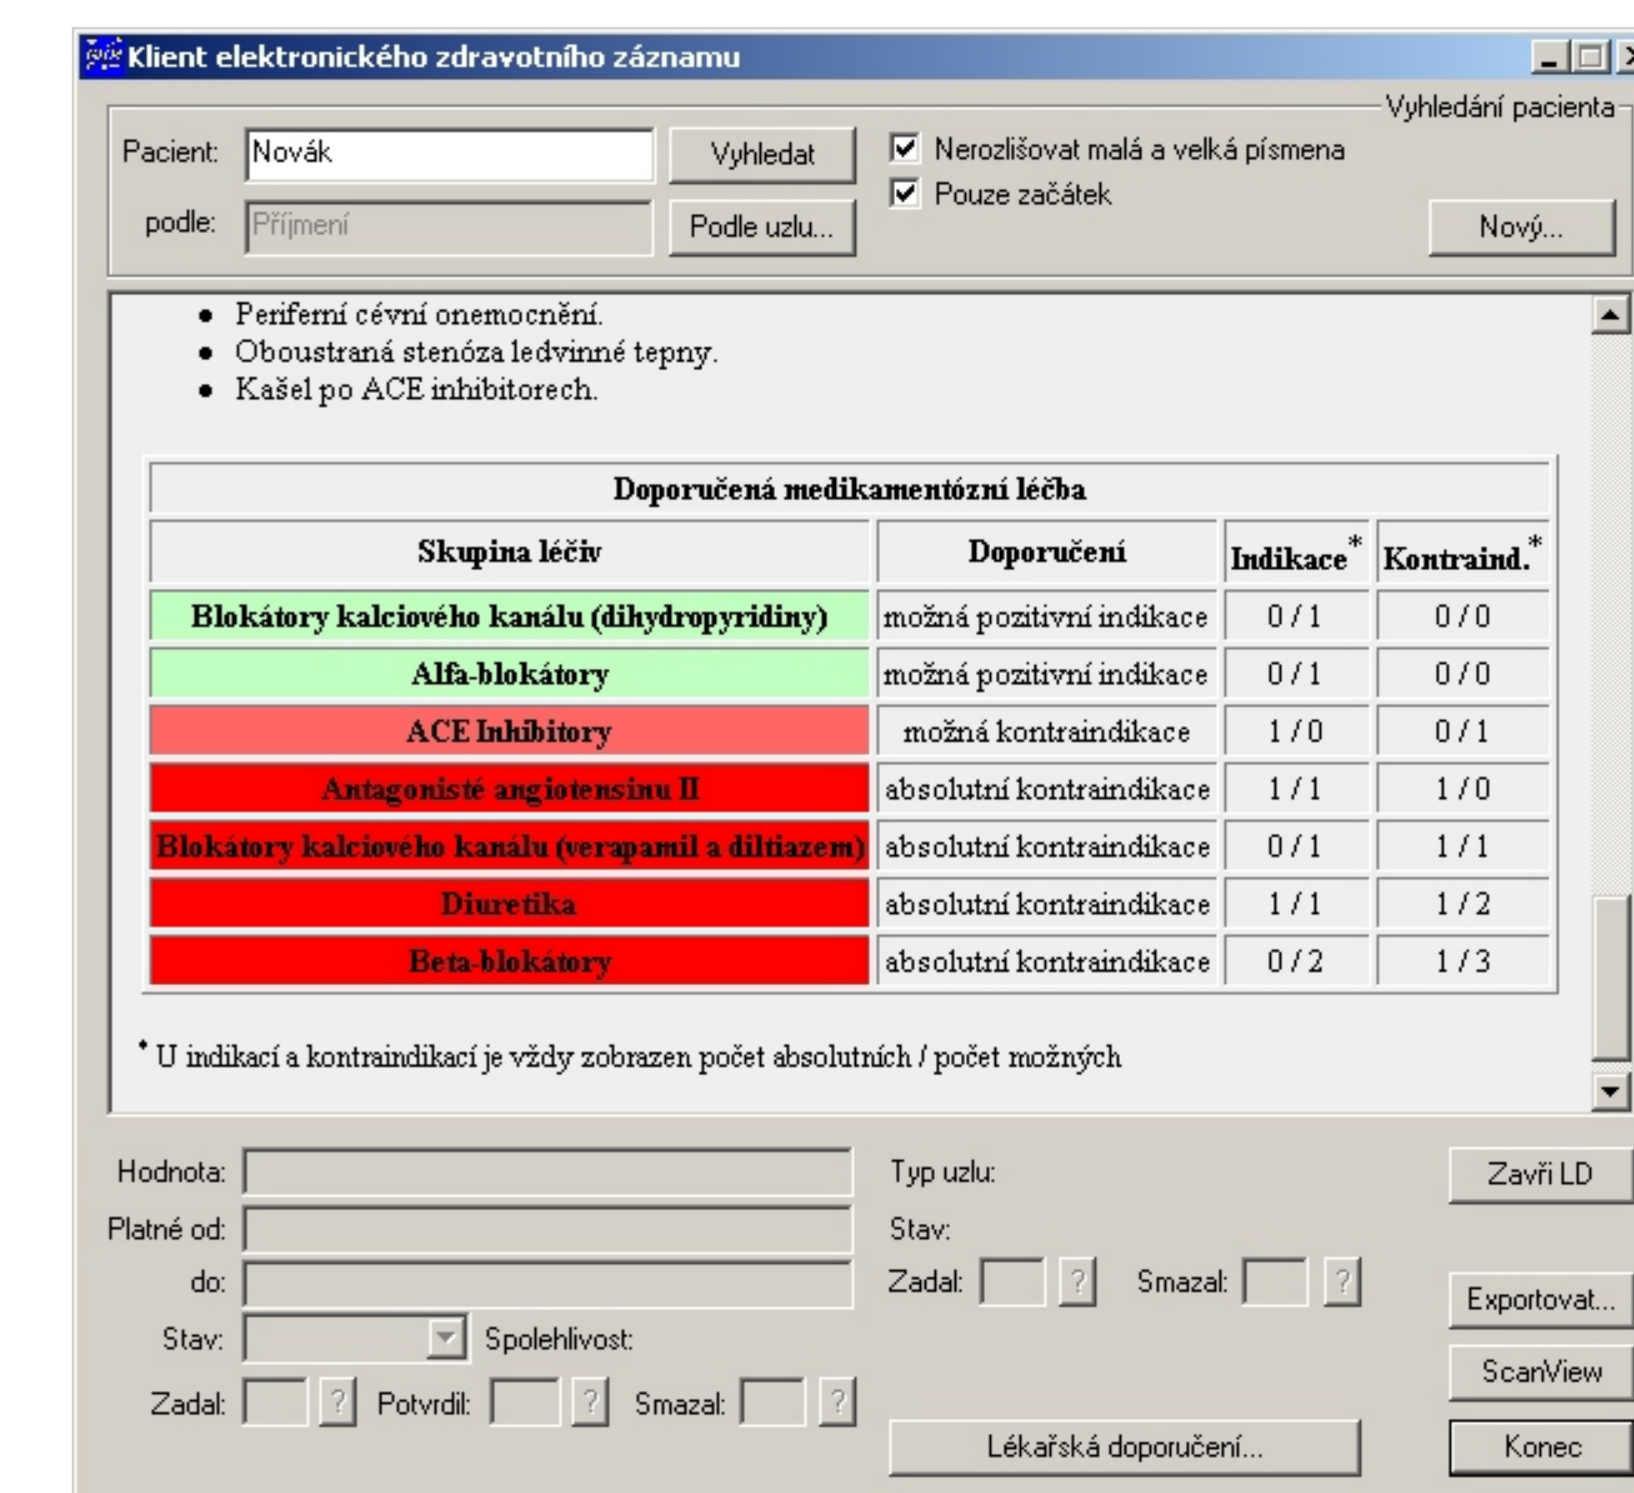 Klient elektronického zdravotního záznamu
Vyhledání pacienta
Pacient: Novák Vyhledat Nerozlišovat malá a velká písmena
Pouze začátek
podle: Příjmení Podle uzlu... Nový...
• Periferní cévní onemocnění.
• Oboustraná stenóza ledvinné tepny.
• Kašel po ACE inhibitorech.
Doporučená medikamentózní léčba
Skupina léčiv Doporučení Indikace* Kontraind.*
Blokátory kalciového kanálu (dihydropyridiny) možná pozitivní indikace 0 / 1 0 / 0
Alfa-blokátory možná pozitivní indikace 0 / 1 0 / 0
ACE Inhibitory možná kontraindikace 1 / 0 0 / 1
Antagonisté angiotensinu II absolutní kontraindikace 1 / 1 1 / 0
Blokátory kalciového kanálu (verapamil a diltiazem) absolutní kontraindikace 0 / 1 1 / 1
Diuretika absolutní kontraindikace 1 / 1 1 / 2
Beta-blokátory absolutní kontraindikace 0 / 2 1 / 3
* U indikací a kontraindikací je vždy zobrazen počet absolutních / počet možných
Hodnota: Typ uzlu: Zavři LD
Platné od: Stav:
do: Zadal: ? Smazal: ? Exportovat...
Stav: Spolehlivost:
ScanView
Zadal: ? Potvrdil: ? Smazal: ?
Lékařská doporučení... Konec